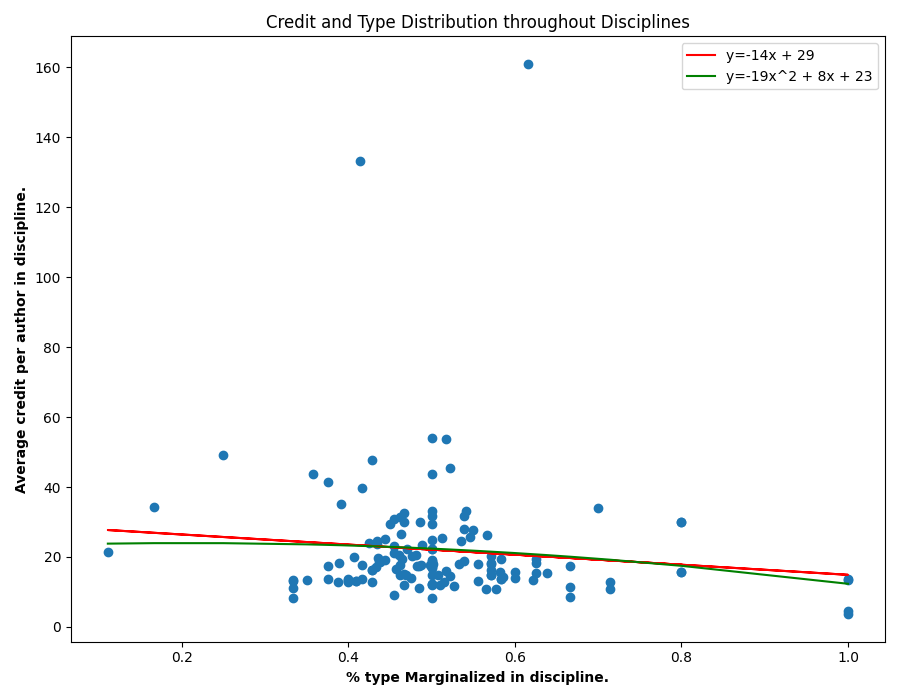 Credit and Type Distribution throughout Disciplines
y=-14x + 29
y=-19x^2 + 8x + 23
Average credit per author in discipline.
160
140
120
100
80
60
40
20
0
0.2 0.4 0.6 0.8 1.0
% type Marginalized in discipline.